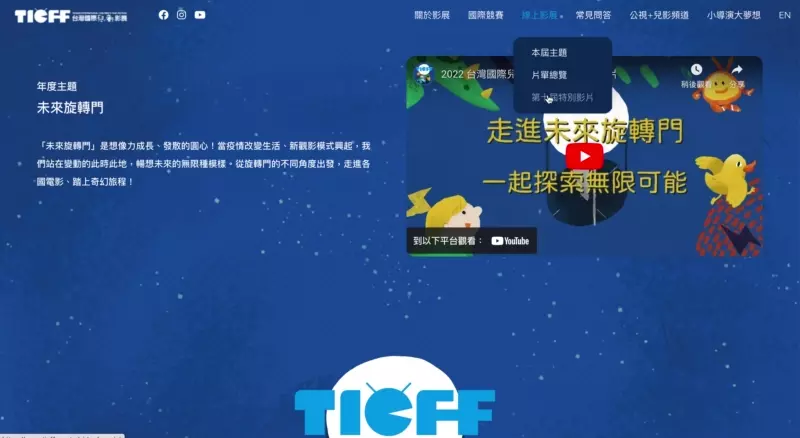 TICFF 台灣國際兒童影展
關於影展 國際競賽 線上影展 常見問答 公視+兒影頻道 小導演大夢想 EN
本屆主題
片單總覽
第十屆特別影片
年度主題
未來旋轉門
「未來旋轉門」是想像力成長、發散的圓心！當疫情改變生活、新觀影模式興起，我
們站在變動的此時此地，暢想未來的無限種模樣。從旋轉門的不同角度出發，走進各
國電影、踏上奇幻旅程！
2022 台灣國際兒
片
稍後觀看
分享
走進未來旋轉門
一起探索無限可能
到以下平台觀看： YouTube
TICFF